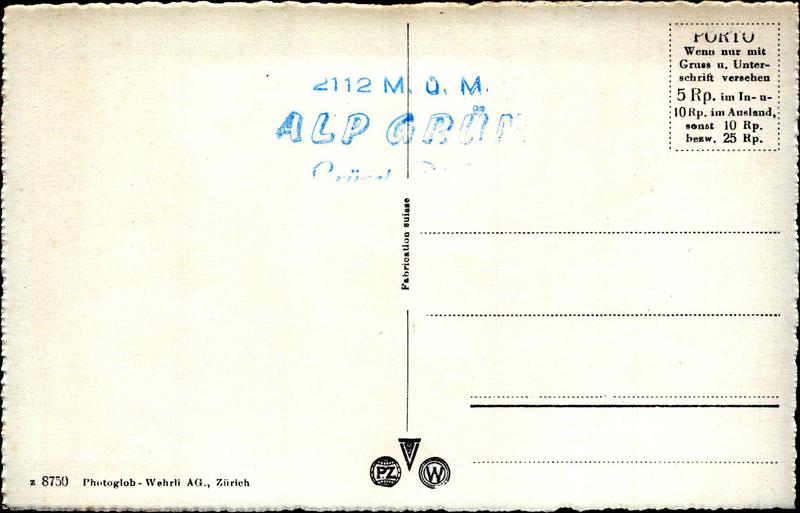 2112 M. ü. M.
ALP GRÜM
PORTO
Wenn nur mit
Gruss u. Unter-
schrift versehen
5 Rp. im In- u-
10 Rp. im Ausland,
sonst 10 Rp.
bezw. 25 Rp.
Fabrication suisse
PZ
W
z 8750 Photoglob - Wehrli AG., Zürich